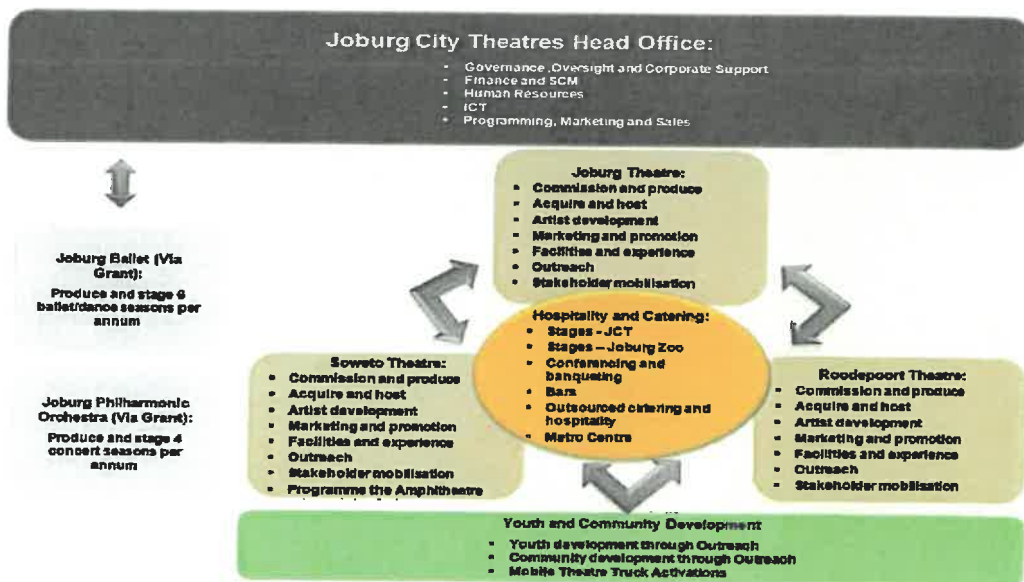 Joburg City Theatres Head Office:
- Governance ,Oversight and Corporate Support
- Finance and SCM
- Human Resources
- ICT
• Programming, Marketing and Sales
Joburg Ballet (Via
Grant):
Produce and stage 6
ballet/dance seasons per
annum
Joburg Philharmonic
Orchestra (Via Grant):
Produce and stage 4
concert seasons per
annum
Joburg Theatre:
• Commission and produce
• Acquire and host
• Artist development
• Marketing and promotion
• Facilities and experience
• Outreach
• Stakeholder mobilisation
Hospitality and Catering:
• Stages - JCT
• Stages – Joburg Zoo
• Conferencing and
banqueting
• Bars
• Outsourced catering and
hospitality
• Metro Centre
Soweto Theatre:
• Commission and produce
• Acquire and host
• Artist development
• Marketing and promotion
• Facilities and experience
• Outreach
• Stakeholder mobilisation
• Programme the Amphitheatre
Roodepoort Theatre:
• Commission and produce
• Acquire and host
• Artist development
• Marketing and promotion
• Facilities and experience
• Outreach
• Stakeholder mobilisation
Youth and Community Development
• Youth development through Outreach
• Community development through Outreach
• Mobile Theatre Truck Activations